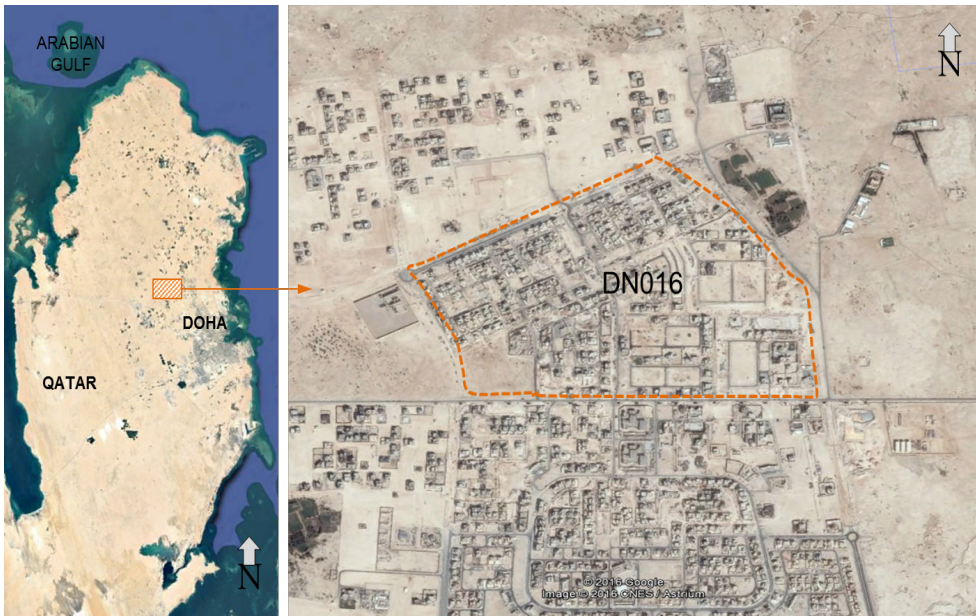 ARABIAN
GULF
DOHA
QATAR
N
N
DN016
© 2016 Google
Image © 2016 CNES / Astrium